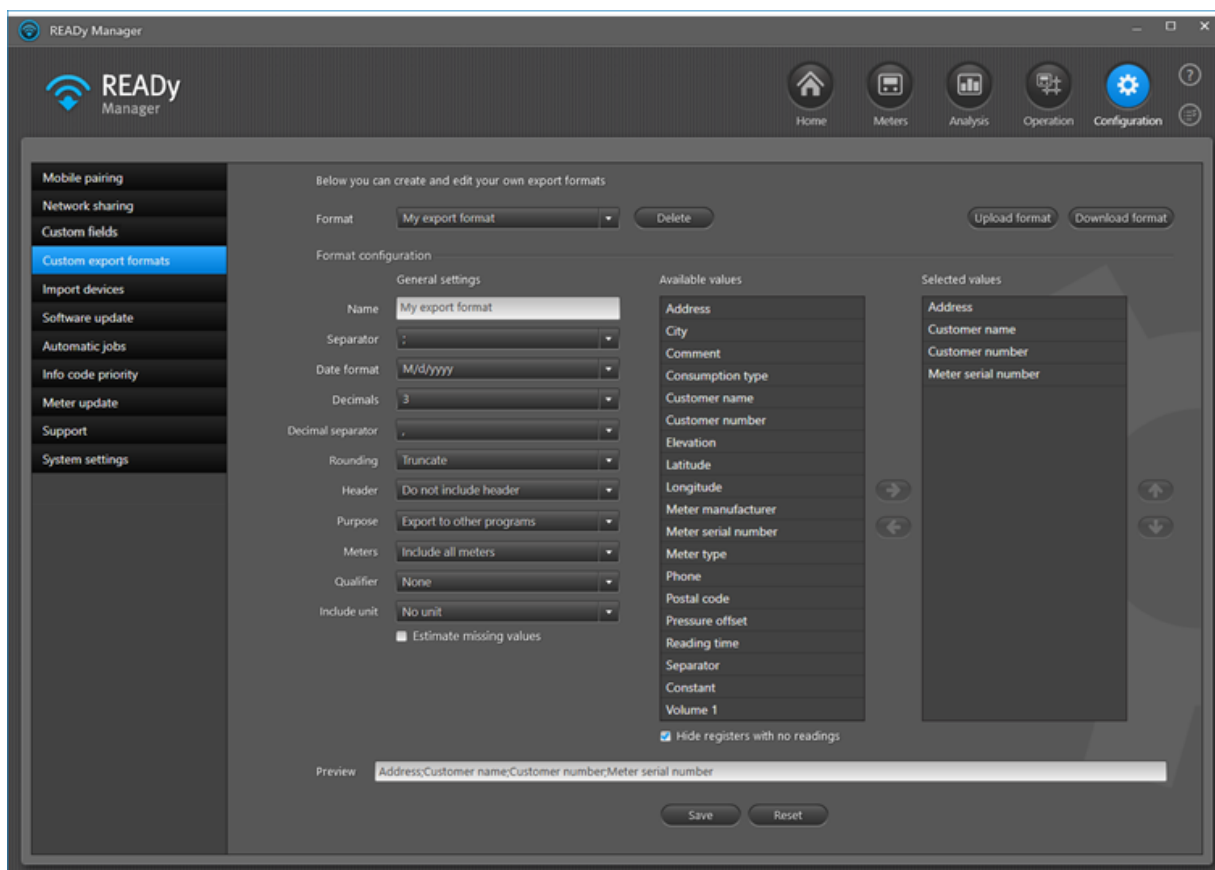 READy Manager
READy
Manager
Home Meters Analysis Operation Configuration
Mobile pairing
Network sharing
Custom fields
Custom export formats
Import devices
Software update
Automatic jobs
Info code priority
Meter update
Support
System settings
Below you can create and edit your own export formats
Format My export format Delete Upload format Download format
Format configuration
General settings
Name My export format
Separator ;
Date format M/d/yyyy
Decimals 3
Decimal separator ,
Rounding Truncate
Header Do not include header
Purpose Export to other programs
Meters Include all meters
Qualifier None
Include unit No unit
Estimate missing values
Available values
Address
City
Comment
Consumption type
Customer name
Customer number
Elevation
Latitude
Longitude
Meter manufacturer
Meter serial number
Meter type
Phone
Postal code
Pressure offset
Reading time
Separator
Constant
Volume 1
Hide registers with no readings
Selected values
Address
Customer name
Customer number
Meter serial number
Preview Address;Customer name;Customer number;Meter serial number
Save Reset